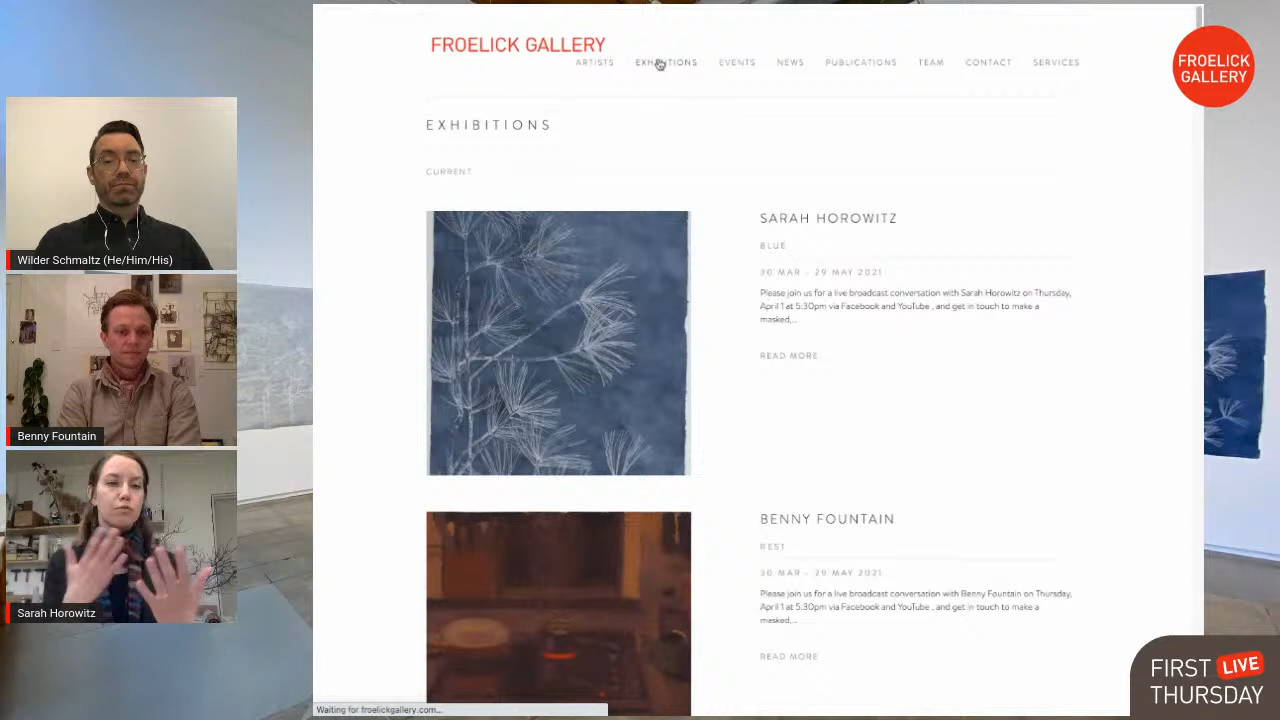 FROELICK GALLERY
ARTISTS EXHIBITIONS EVENTS NEWS PUBLICATIONS TEAM CONTACT SERVICES
FROELICK
GALLERY
EXHIBITIONS
CURRENT
SARAH HOROWITZ
BLUE
30 MAR - 29 MAY 2021
Please join us for a live broadcast conversation with Sarah Horowitz on Thursday,
April 1 at 5:30pm via Facebook and YouTube , and get in touch to make a
masked,...
READ MORE
BENNY FOUNTAIN
REST
30 MAR - 29 MAY 2021
Please join us for a live broadcast conversation with Benny Fountain on Thursday,
April 1 at 5:30pm via Facebook and YouTube , and get in touch to make a
masked,...
READ MORE
Wilder Schmaltz (He/Him/His)
Benny Fountain
Sarah Horowitz
Waiting for froelickgallery.com...
FIRST LIVE
THURSDAY